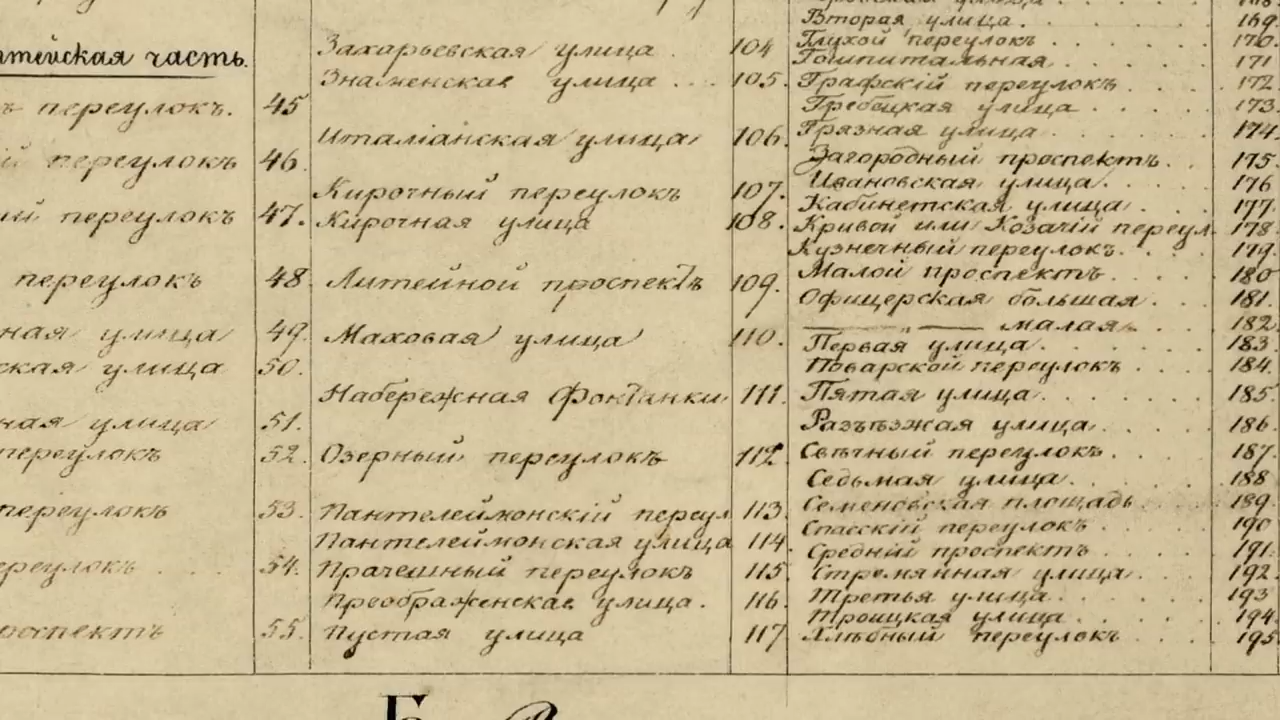 часть.
переулокъ. 45
переулокъ 46.
переулокъ 47.
переулокъ 48.
улица 49.
улица 50.
улица 51.
переулокъ 52.
переулокъ 53.
54.
55.
Захарьевская улица . 104
Знаменская улица ... 105.
Италіанская улица 106.
Кирочный переулокъ 107.
Кирочная улица 108.
Литейной проспектъ 109.
Маховая улица 110.
Набережная Фонтанки 111.
Озерный переулокъ 112.
Пантелеймонскій переул 113.
Пантелеймонская улица 114.
Прачешный переулокъ 115.
Преображенская улица. 116.
Пустая улица 117.
Вторая улица. 169.
Глухой переулокъ 170.
Гошпитальная 171
Графскій переулокъ 172
Гребецкая улица 173.
Грязная улица 174
Загородный проспектъ. 175.
Ивановская улица. 176
Кабинетская улица 177.
Кривой или Козачій переул. 178.
Кузнечный переулокъ. 179.
Малой проспектъ 180
Офицерская большая 181.
—— „ —— малая 182.
Первая улица. 183.
Поварской переулокъ 184.
Пятая улица 185.
Разъѣзжая улица 186.
Свѣчный переулокъ. 187.
Седьмая улица. 188
Семеновская площадь 189.
Спасскій переулокъ 190
Средній проспектъ 191.
Стремянная улица 192.
Третья улица. 193
Троицкая улица 194
Хлѣбный переулокъ 195